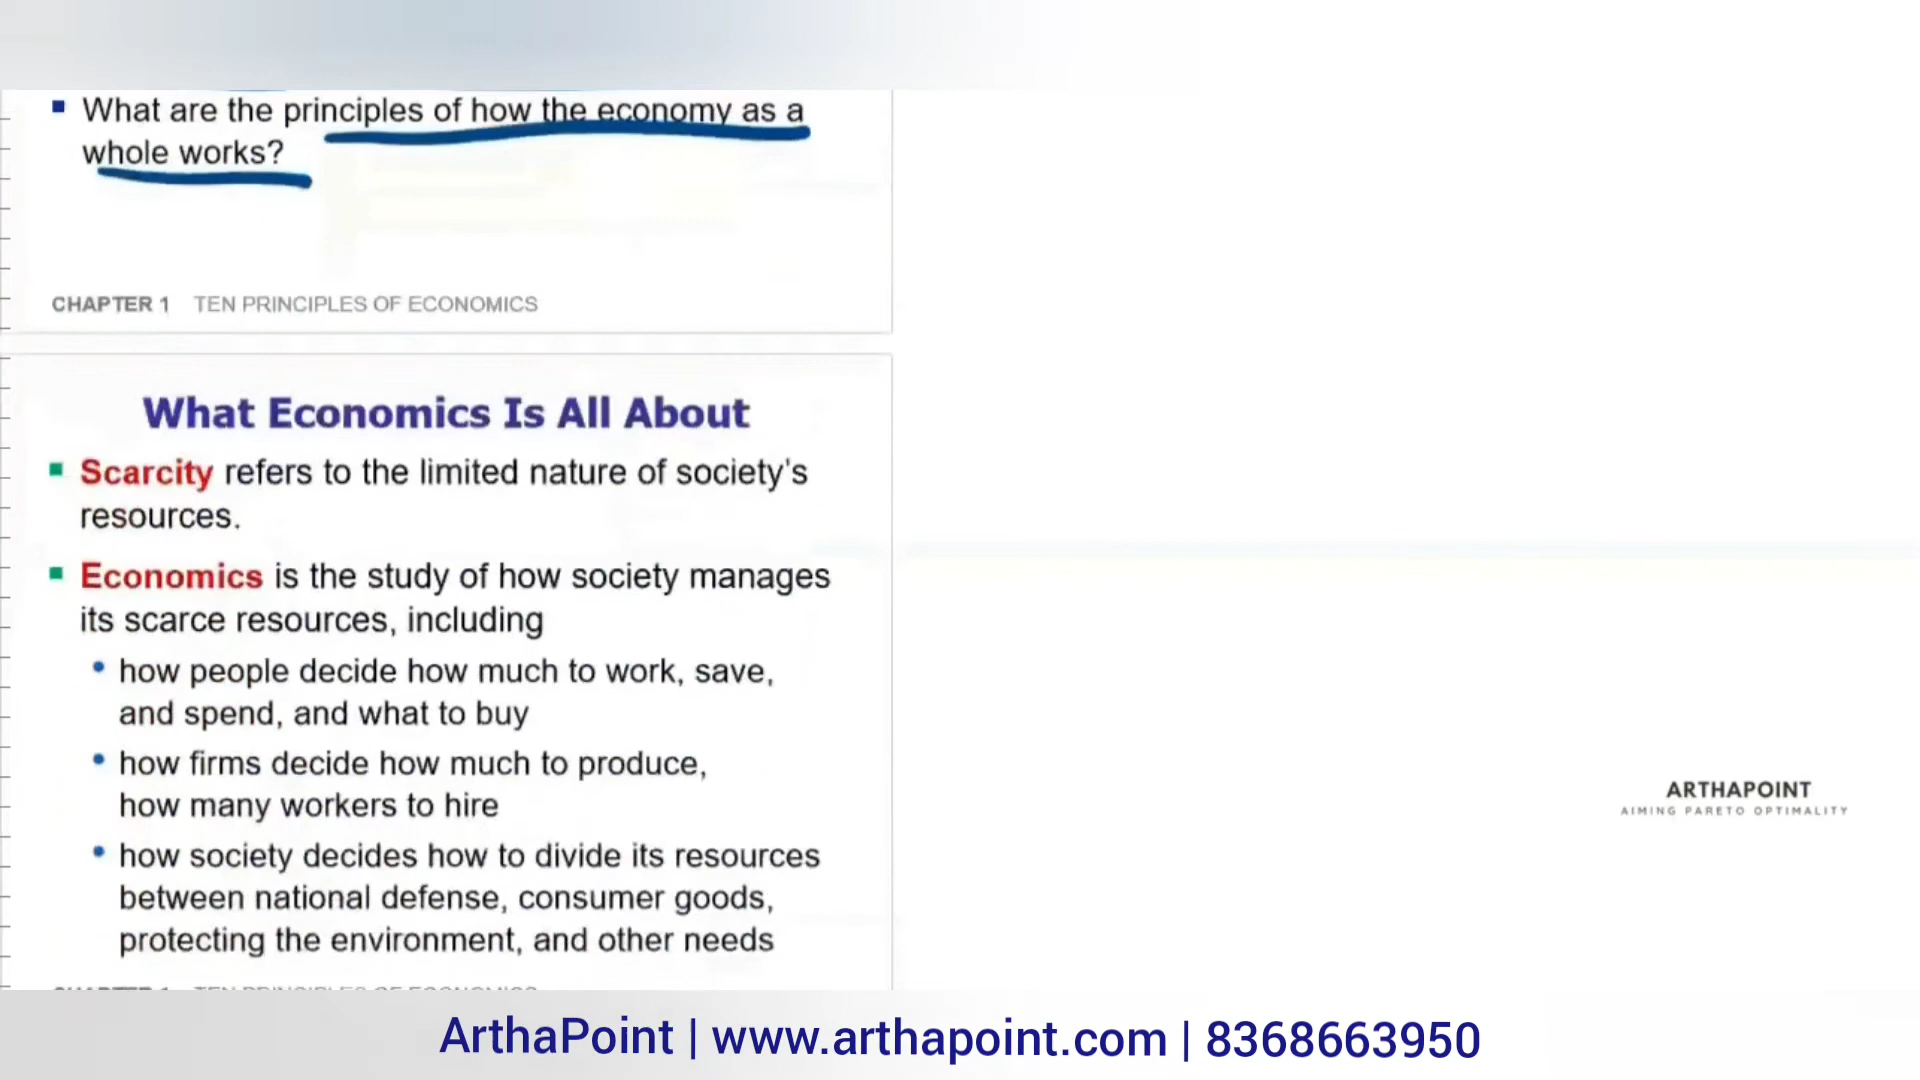 What are the principles of how the economy as a
whole works?
CHAPTER 1 TEN PRINCIPLES OF ECONOMICS
What Economics Is All About
Scarcity refers to the limited nature of society's
resources.
Economics is the study of how society manages
its scarce resources, including
how people decide how much to work, save,
and spend, and what to buy
how firms decide how much to produce,
how many workers to hire
how society decides how to divide its resources
between national defense, consumer goods,
protecting the environment, and other needs
ARTHAPOINT
AIMING PARETO OPTIMALITY
ArthaPoint | www.arthapoint.com | 8368663950